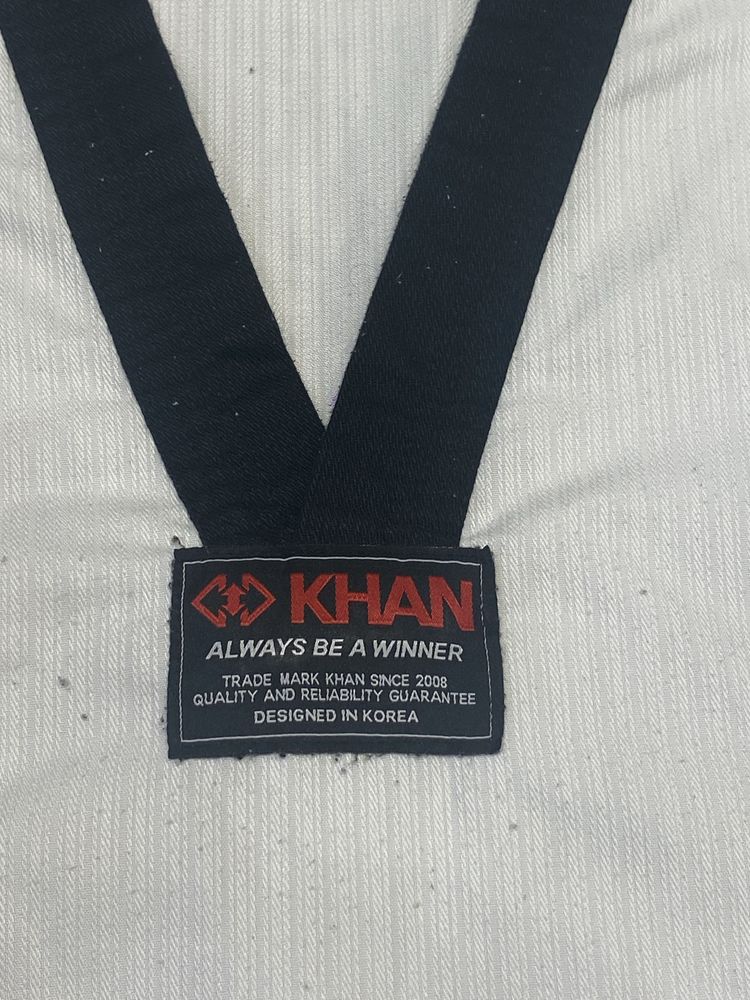 KHAN
ALWAYS BE A WINNER
TRADE MARK KHAN SINCE 2008
QUALITY AND RELIABILITY GUARANTEE
DESIGNED IN KOREA